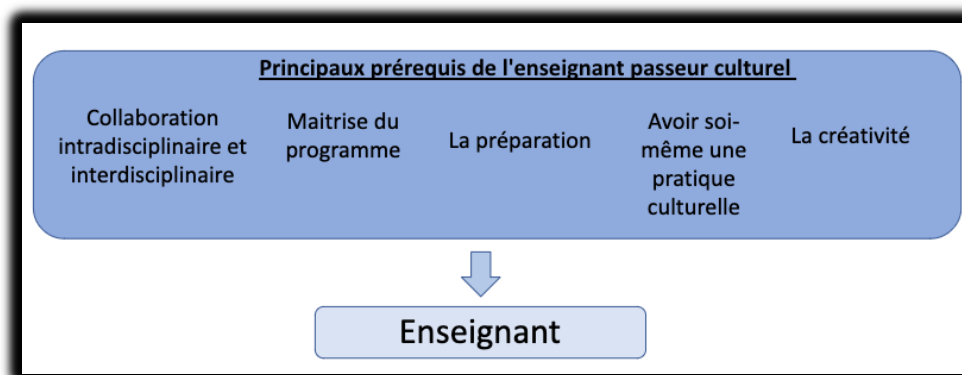 Principaux prérequis de l'enseignant passeur culturel
Collaboration
intradisciplinaire et
interdisciplinaire
Maitrise du
programme
La préparation
Avoir soi-
même une
pratique
culturelle
La créativité
Enseignant